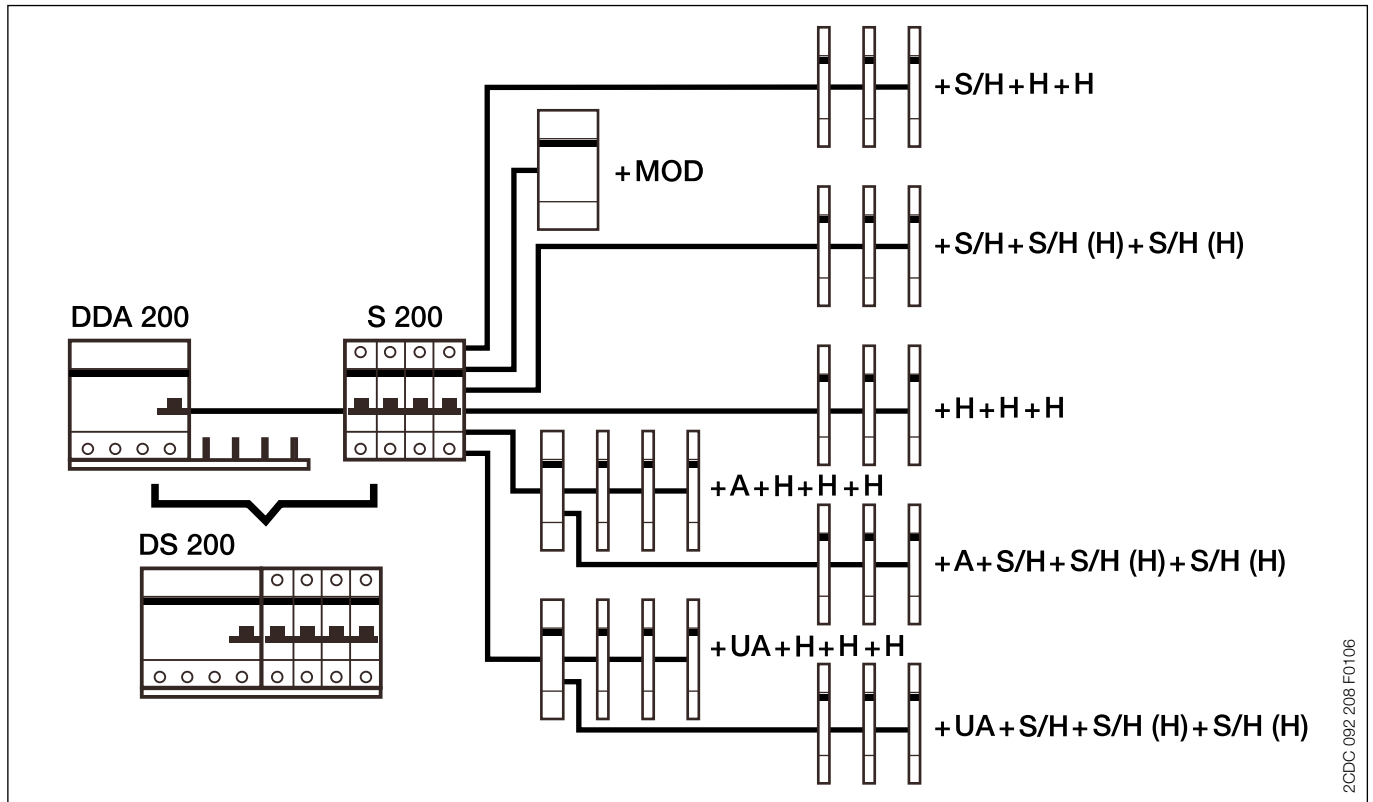 +S/H+H+H
+MOD
+S/H+S/H (H)+S/H (H)
DDA 200
S 200
+H+H+H
+A+H+H+H
DS 200
+A+S/H+S/H (H)+S/H (H)
+UA+H+H+H
+UA+S/H+S/H (H)+S/H (H)
2CDC 092 208 F0106